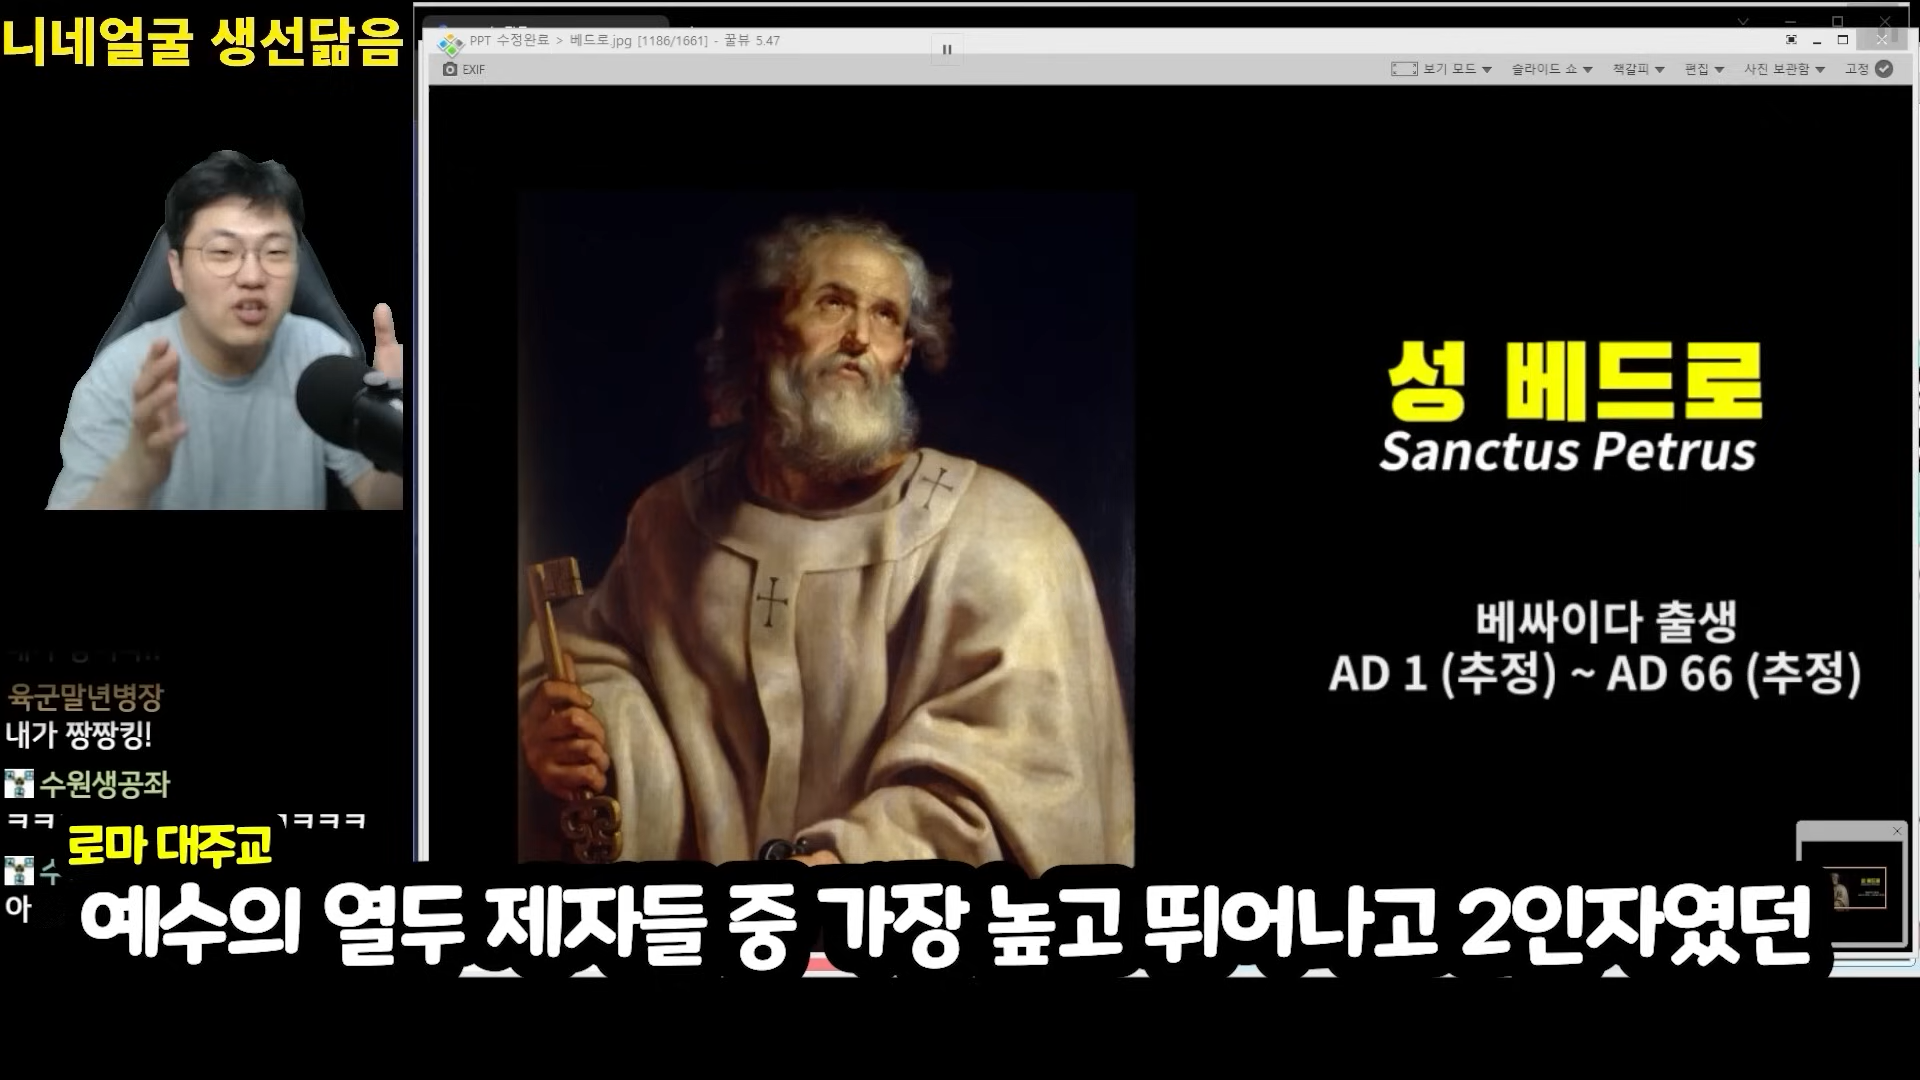 니네얼굴 생선닮음
PPT 수정완료 > 베드로.jpg [1186/1661] - 꿀뷰 5.47
EXIF
보기 모드 슬라이드 쇼 책갈피 편집 사진 보관함 고정
성 베드로
Sanctus Petrus
베싸이다 출생
AD 1 (추정) ~ AD 66 (추정)
육군말년병장
내가 짱짱킹!
수원생공좌
ㅋㅋ ㅋㅋㅋ
로마 대주교
수
아
예수의 열두 제자들 중 가장 높고 뛰어나고 2인자였던